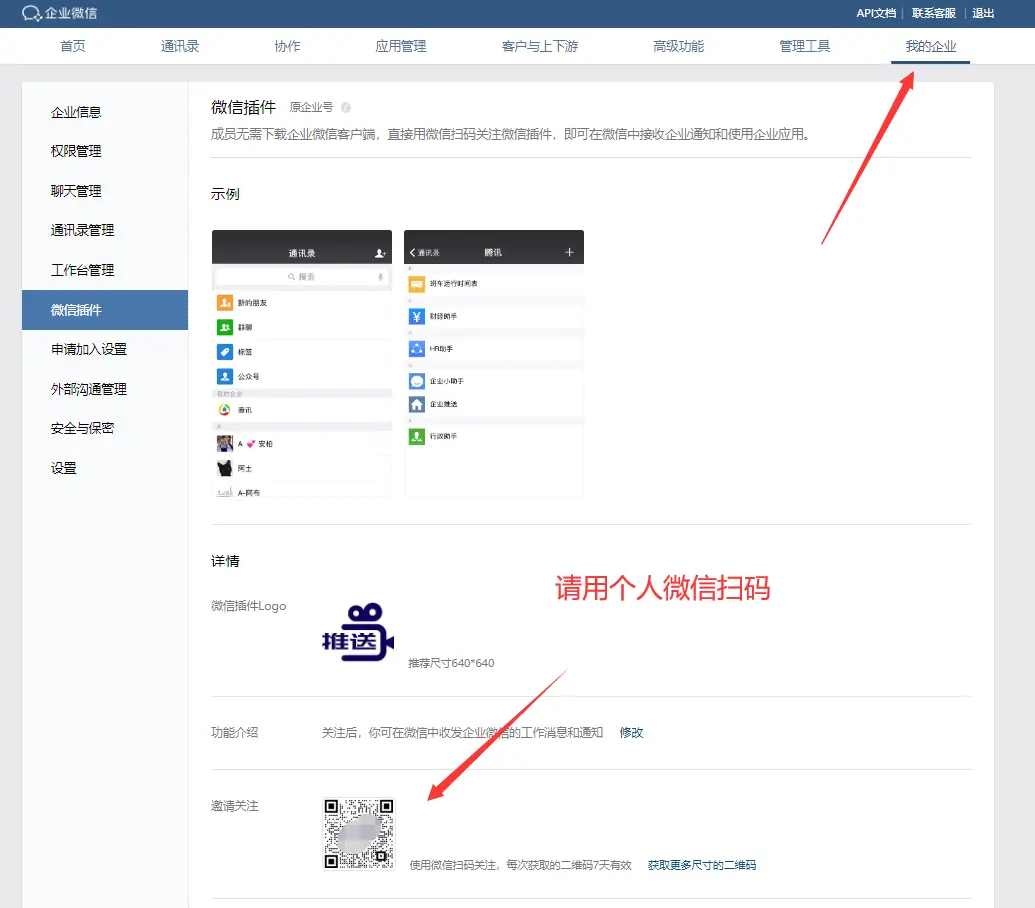 企业微信
API文档 | 联系客服 | 退出
首页 通讯录 协作 应用管理 客户与上下游 高级功能 管理工具 我的企业
企业信息
权限管理
聊天管理
通讯录管理
工作台管理
微信插件
申请加入设置
外部沟通管理
安全与保密
设置
微信插件 原企业号
成员无需下载企业微信客户端，直接用微信扫码关注微信插件，即可在微信中接收企业通知和使用企业应用。
示例
通讯录
搜索
新的朋友
群聊
标签
公众号
我的企业
腾讯
A
A 安柏
阿土
A-阿布
通讯录 腾讯
班车运行时间表
财经助手
HR助手
企业小助手
企业推送
行政助手
详情
请用个人微信扫码
微信插件Logo
推送
推荐尺寸640*640
功能介绍 关注后，你可在微信中收发企业微信的工作消息和通知 修改
邀请关注
使用微信扫码关注，每次获取的二维码7天有效 获取更多尺寸的二维码